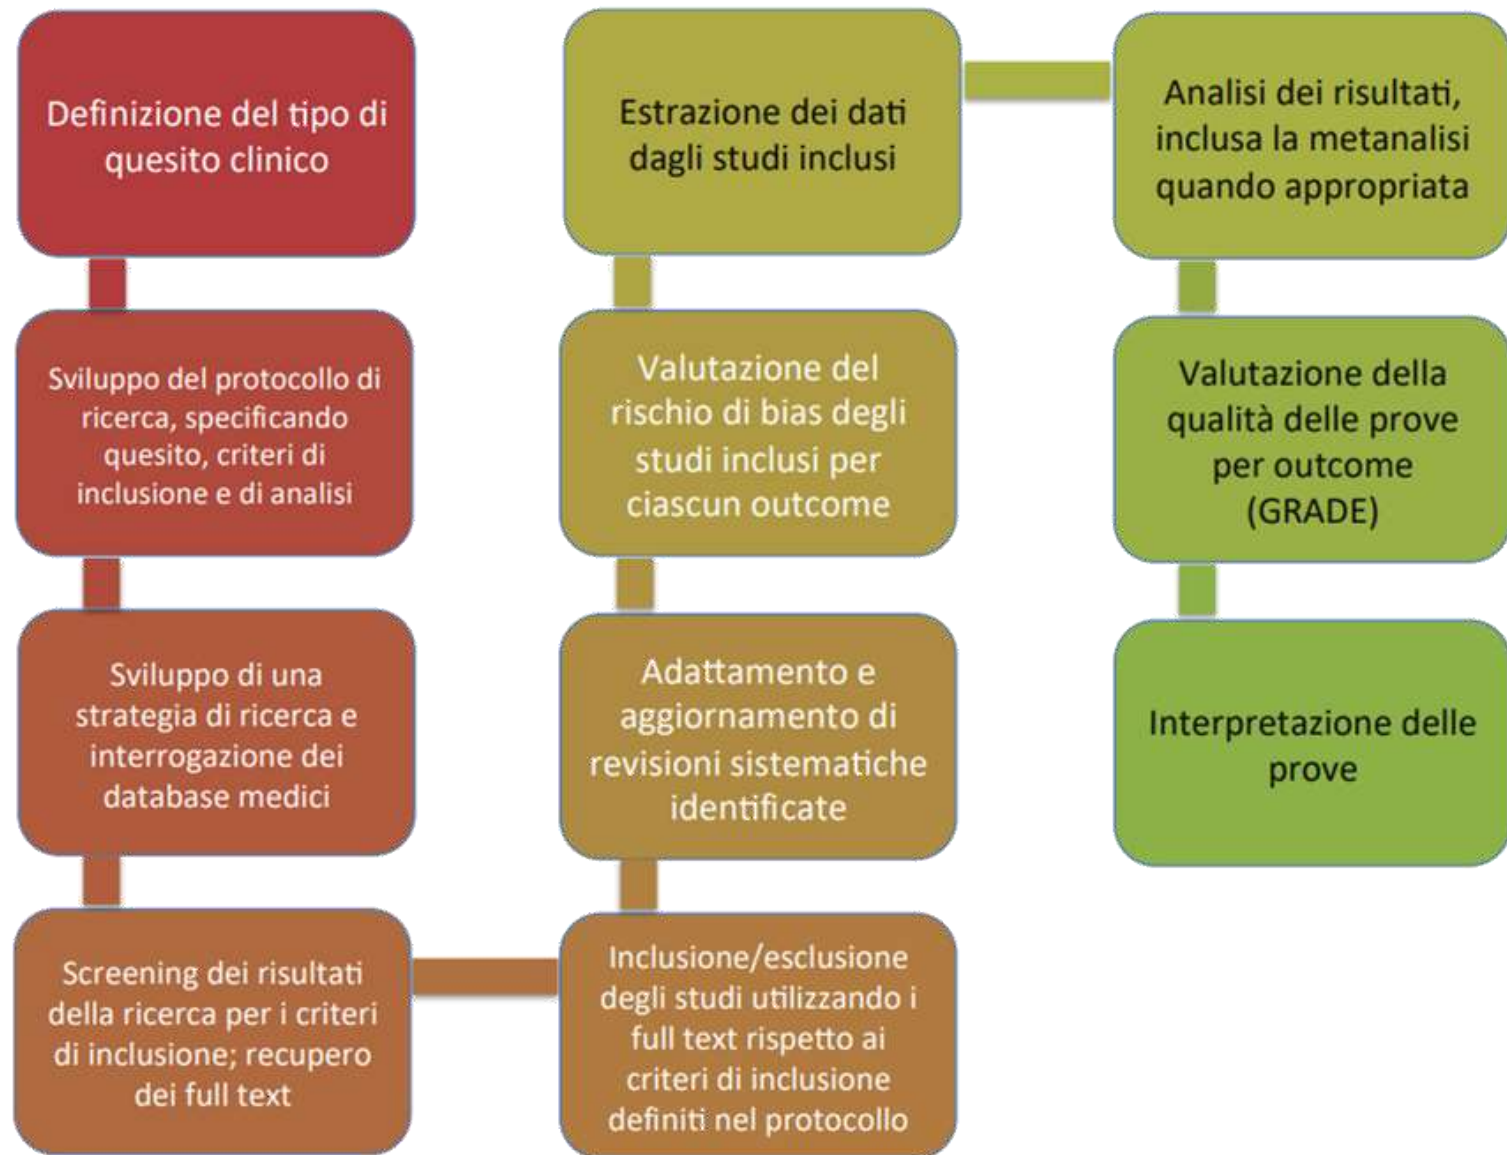 Definizione del tipo di
quesito clinico
Sviluppo del protocollo di
ricerca, specificando
quesito, criteri di
inclusione e di analisi
Sviluppo di una
strategia di ricerca e
interrogazione dei
database medici
Screening dei risultati
della ricerca per i criteri
di inclusione; recupero
dei full text
Inclusione/esclusione
degli studi utilizzando i
full text rispetto ai
criteri di inclusione
definiti nel protocollo
Adattamento e
aggiornamento di
revisioni sistematiche
identificate
Valutazione del
rischio di bias degli
studi inclusi per
ciascun outcome
Estrazione dei dati
dagli studi inclusi
Analisi dei risultati,
inclusa la metanalisi
quando appropriata
Valutazione della
qualità delle prove
per outcome
(GRADE)
Interpretazione delle
prove